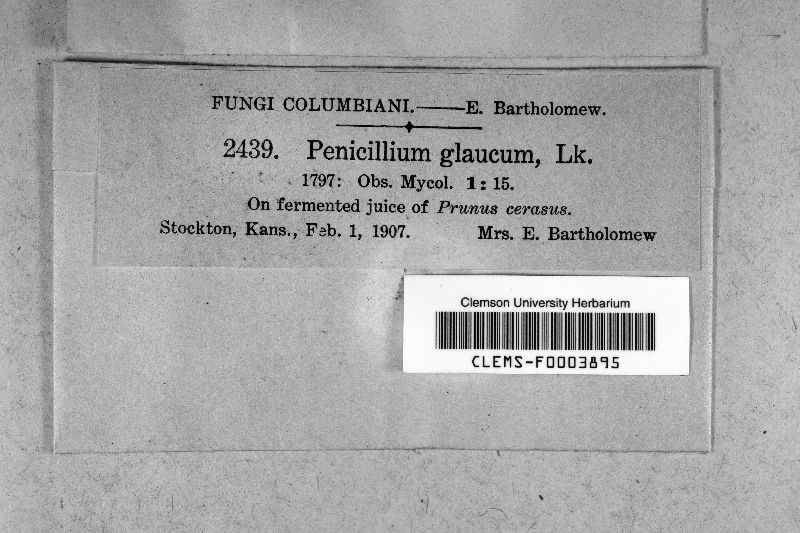 FUNGI COLUMBIANI.——E. Bartholomew.
2439. Penicillium glaucum, Lk.
1797: Obs. Mycol. 1: 15.
On fermented juice of Prunus cerasus.
Stockton, Kans., Feb. 1, 1907. Mrs. E. Bartholomew
Clemson University Herbarium
CLEMS-F0003895